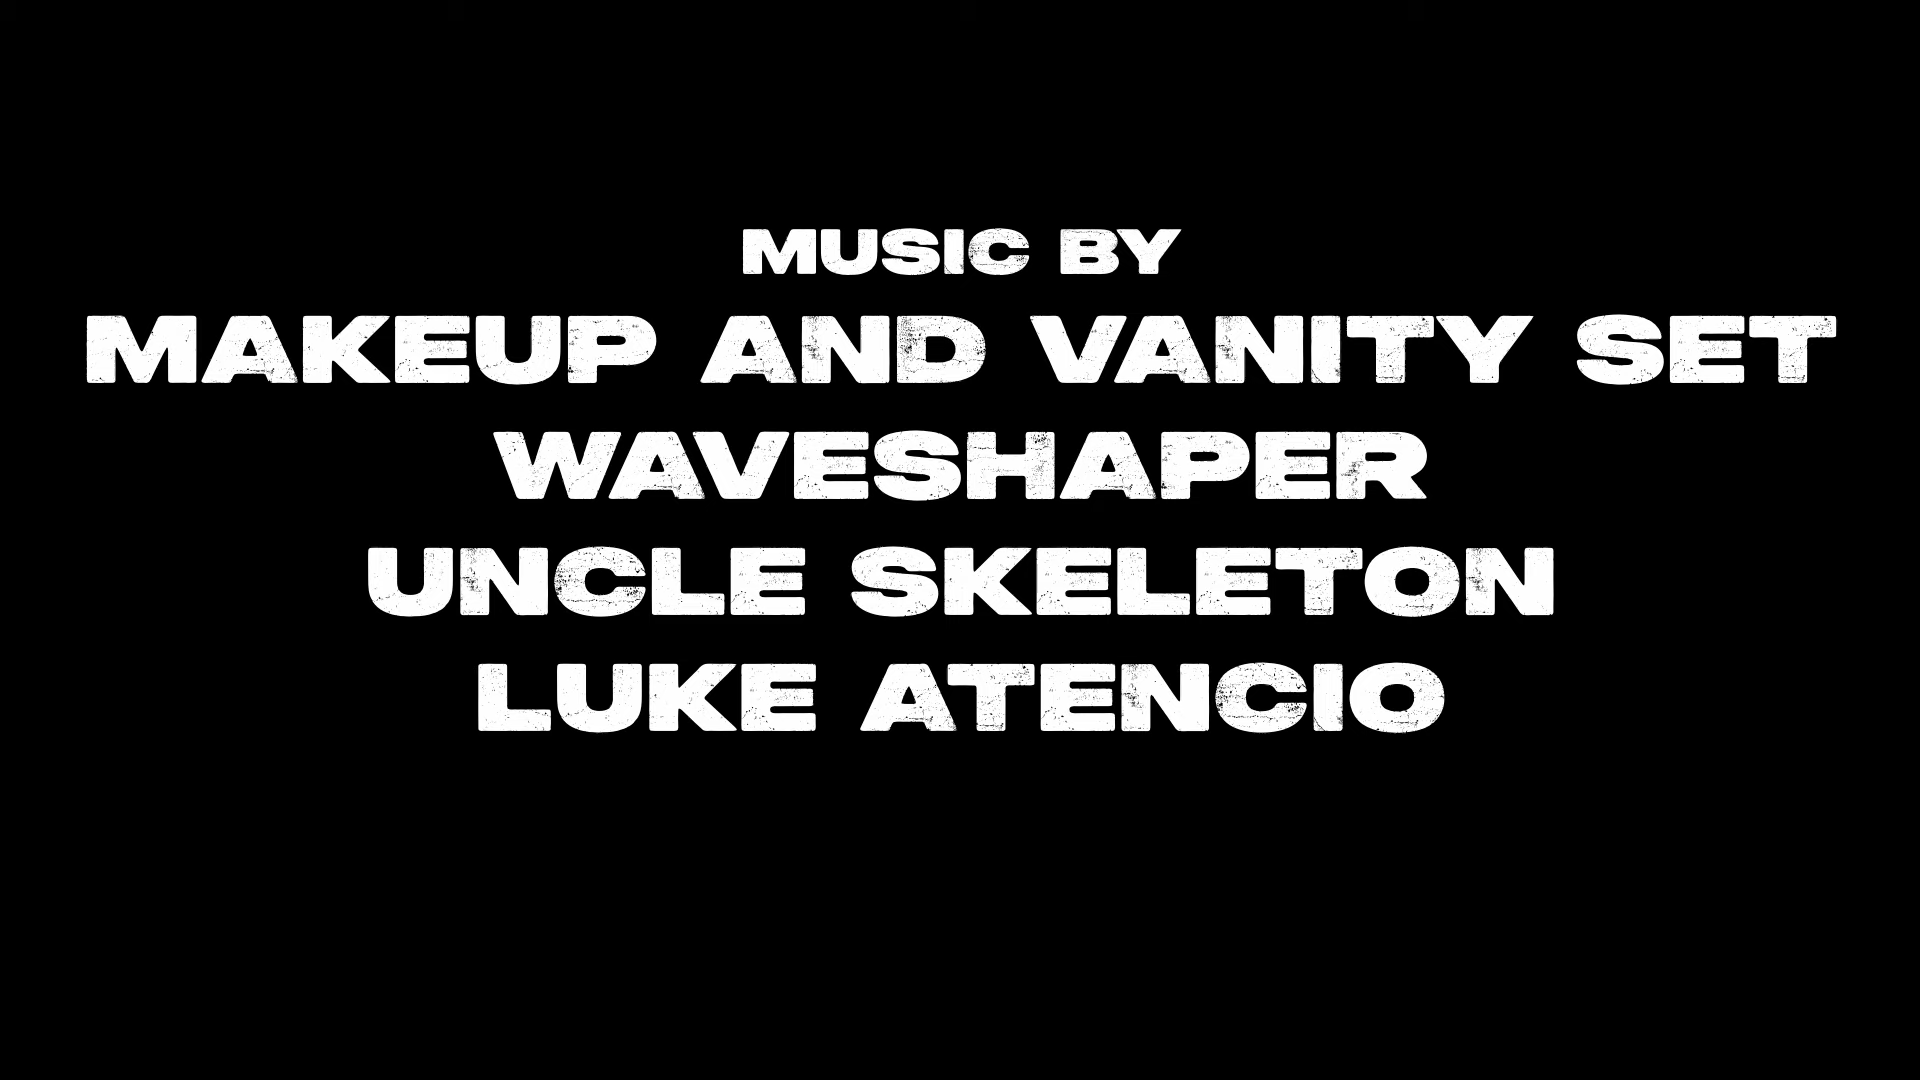 MUSIC BY
MAKEUP AND VANITY SET
WAVESHAPER
UNCLE SKELETON
LUKE ATENCIO